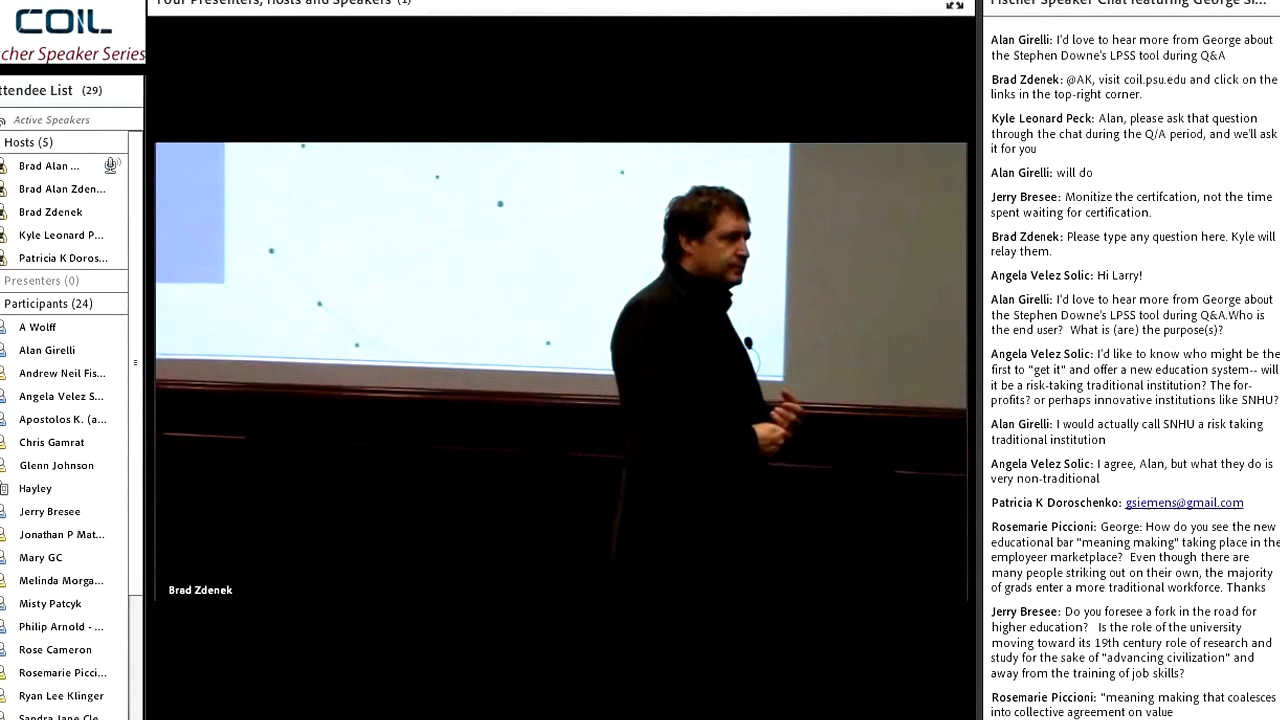 COIL
cher Speaker Series
ttendee List (29)
Active Speakers
Hosts (5)
Brad Alan ...
Brad Alan Zden...
Brad Zdenek
Kyle Leonard P...
Patricia K Doros...
Presenters (0)
Participants (24)
A Wolff
Alan Girelli
Andrew Neil Fis...
Angela Velez S...
Apostolos K. (a...
Chris Gamrat
Glenn Johnson
Hayley
Jerry Bresee
Jonathan P Mat...
Mary GC
Melinda Morga...
Misty Patcyk
Philip Arnold - ...
Rose Cameron
Rosemarie Picci...
Ryan Lee Klinger
Sandra Jane Cle...
Your Presenters, Hosts and Speakers (1)
Brad Zdenek
Fischer Speaker Chat featuring George Si...
Alan Girelli: I'd love to hear more from George about
the Stephen Downe's LPSS tool during Q&A
Brad Zdenek: @AK, visit coil.psu.edu and click on the
links in the top-right corner.
Kyle Leonard Peck: Alan, please ask that question
through the chat during the Q/A period, and we'll ask
it for you
Alan Girelli: will do
Jerry Bresee: Monitize the certifcation, not the time
spent waiting for certification.
Brad Zdenek: Please type any question here. Kyle will
relay them.
Angela Velez Solic: Hi Larry!
Alan Girelli: I'd love to hear more from George about
the Stephen Downe's LPSS tool during Q&A.Who is
the end user? What is (are) the purpose(s)?
Angela Velez Solic: I'd like to know who might be the
first to "get it" and offer a new education system-- will
it be a risk-taking traditional institution? The for-
profits? or perhaps innovative institutions like SNHU?
Alan Girelli: I would actually call SNHU a risk taking
traditional institution
Angela Velez Solic: I agree, Alan, but what they do is
very non-traditional
Patricia K Doroschenko: gsiemens@gmail.com
Rosemarie Piccioni: George: How do you see the new
educational bar "meaning making" taking place in the
employeer marketplace? Even though there are
many people striking out on their own, the majority
of grads enter a more traditional workforce. Thanks
Jerry Bresee: Do you foresee a fork in the road for
higher education? Is the role of the university
moving toward its 19th century role of research and
study for the sake of "advancing civilization" and
away from the training of job skills?
Rosemarie Piccioni: "meaning making that coalesces
into collective agreement on value